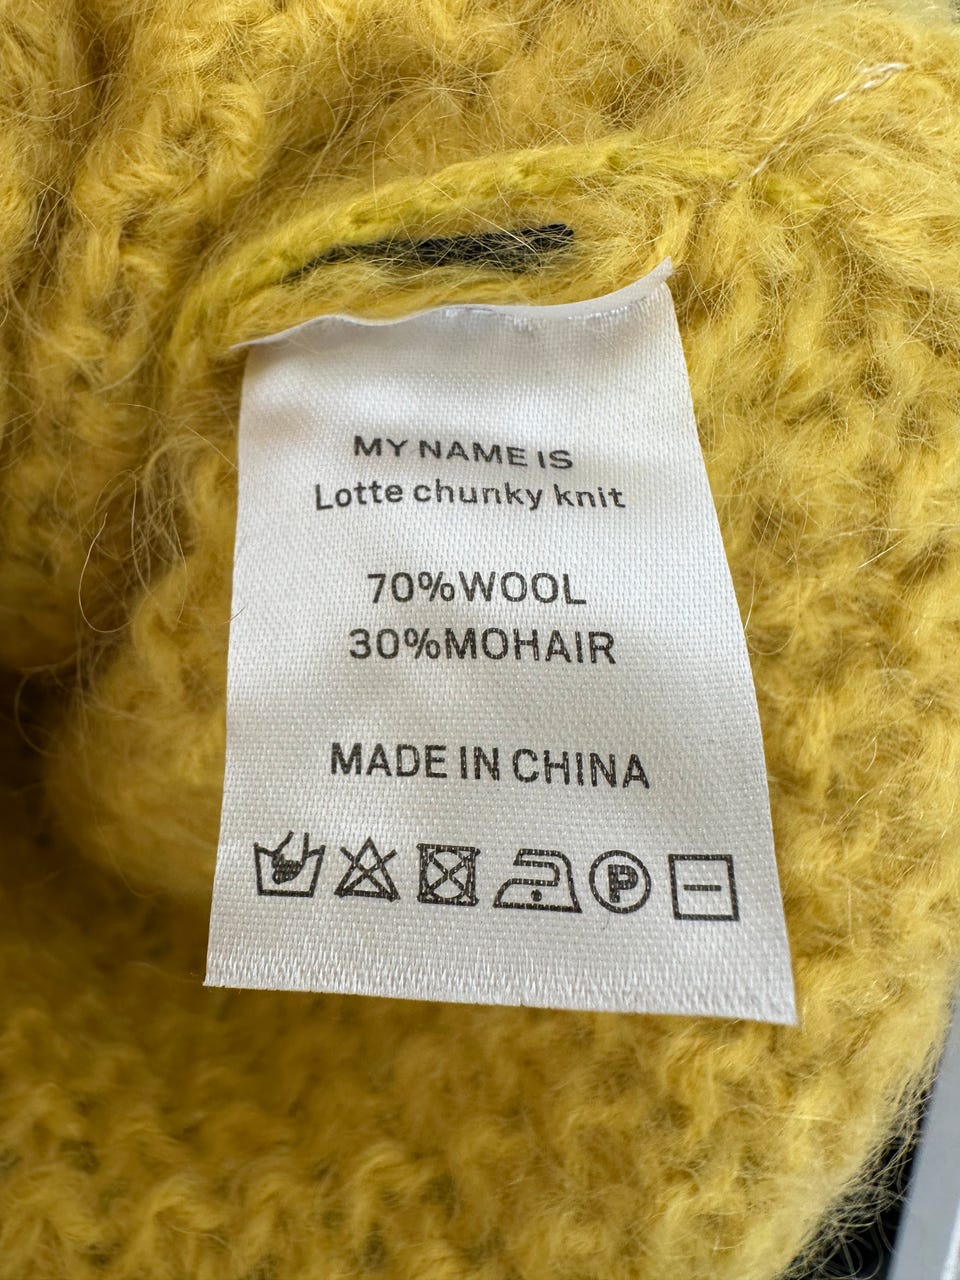 MY NAME IS
Lotte chunky knit
70%WOOL
30%MOHAIR
MADE IN CHINA
P